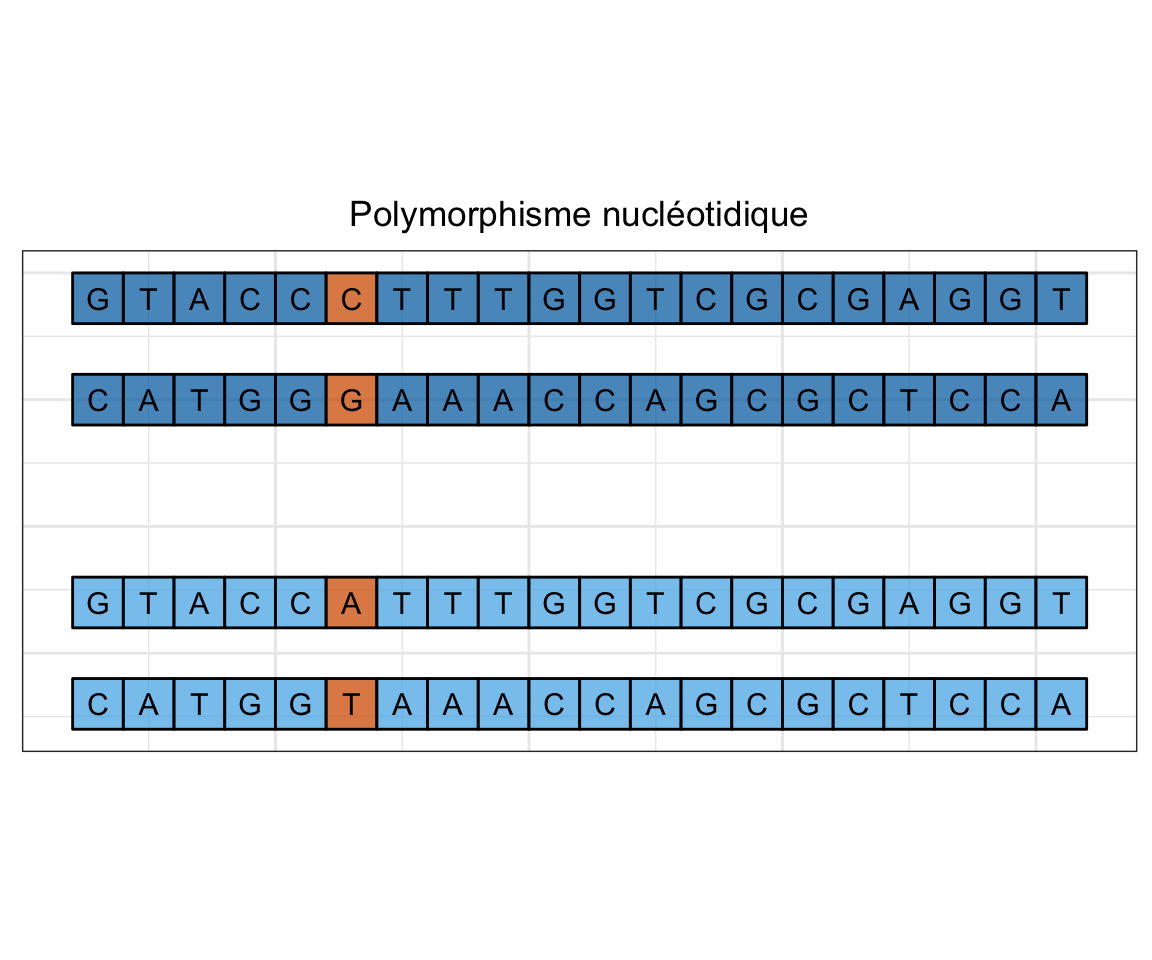 Polymorphisme nucléotidique
G T A C C C T T T G G T C G C G A G G T
C A T G G G A A A C C A G C G C T C C A
G T A C C A T T T G G T C G C G A G G T
C A T G G T A A A C C A G C G C T C C A